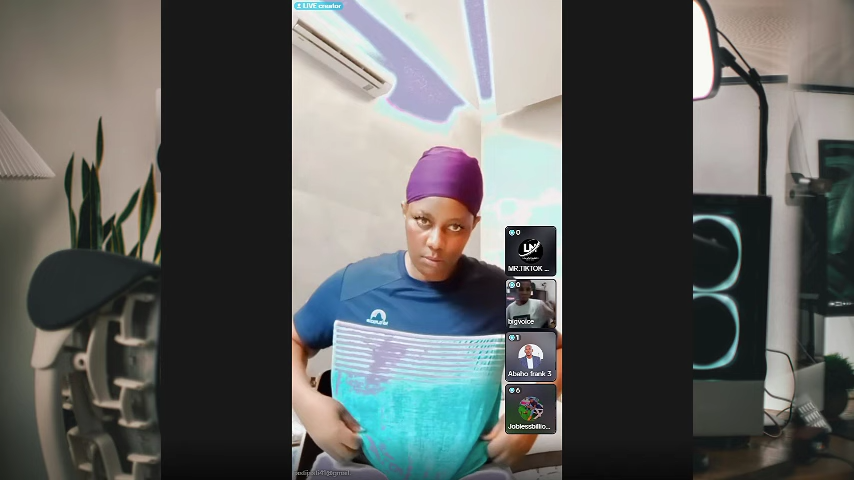 LIVE creator
0
MR.TIKTOK ...
0
bigvoice
1
Abaho frank 3
6
Joblessbillio...